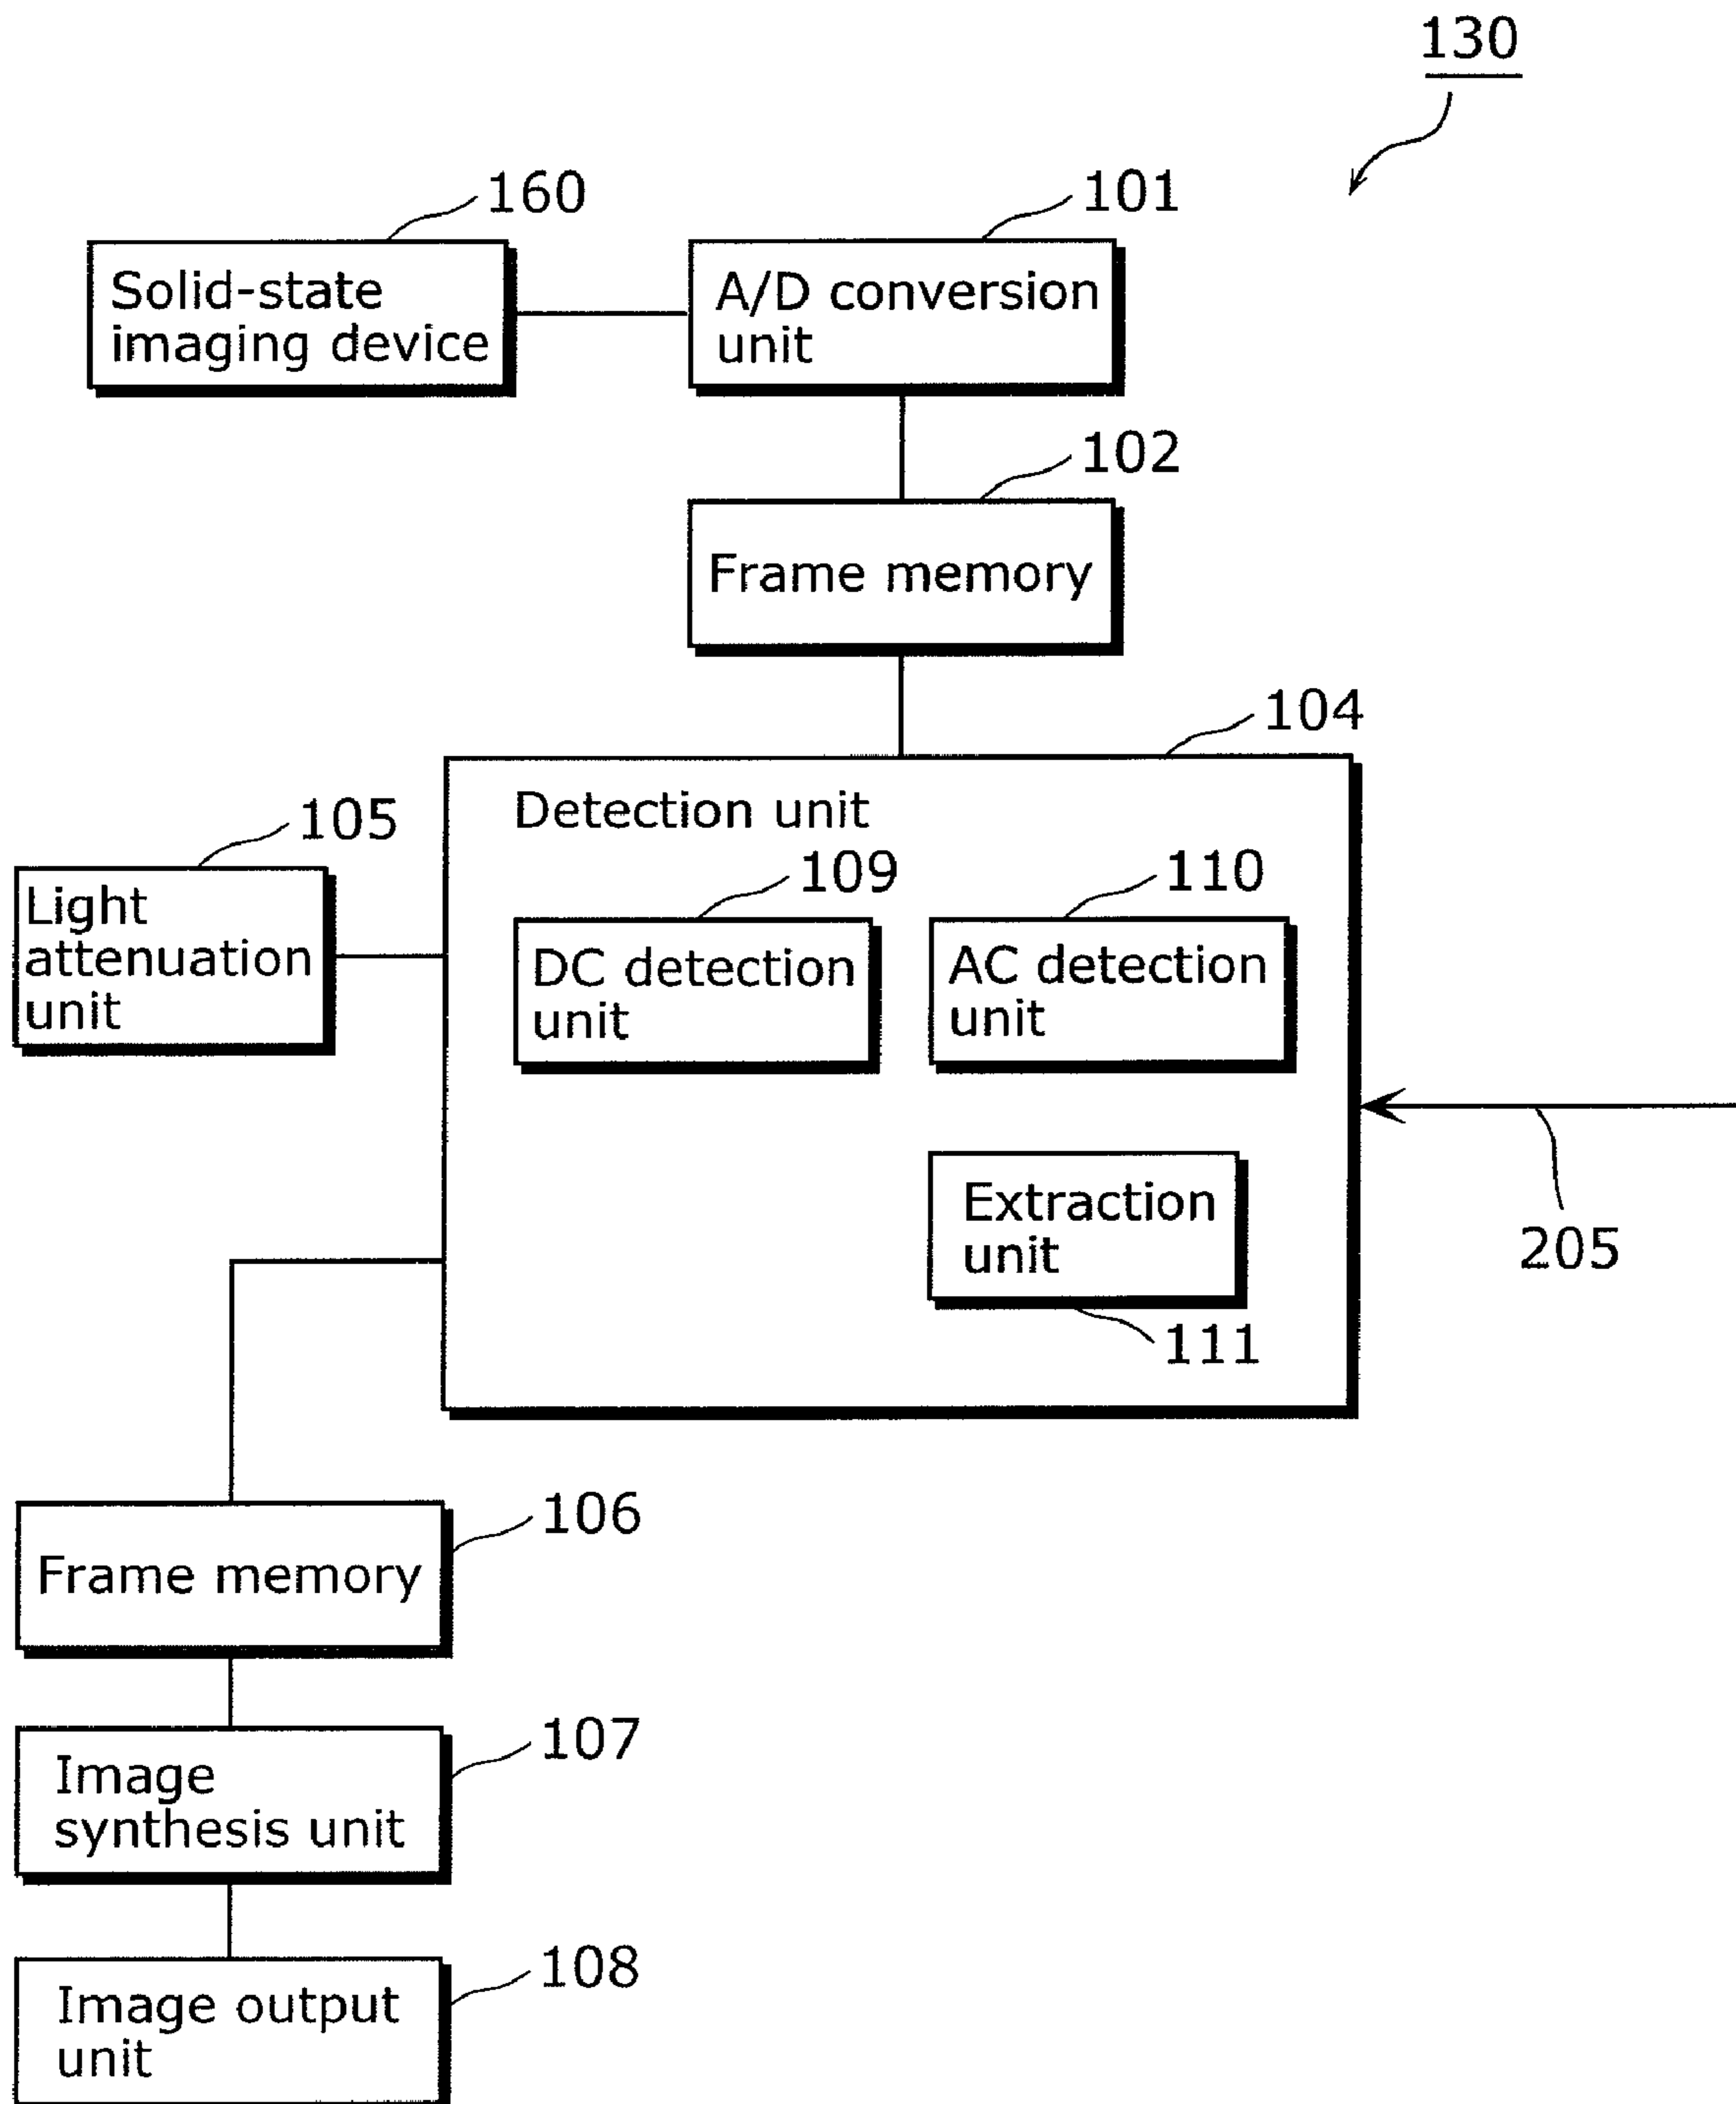 130
160
101
Solid-state
imaging device
A/D conversion
unit
102
Frame memory
104
Detection unit
105
Light
attenuation
unit
109
DC detection
unit
110
AC detection
unit
205
Extraction
unit
111
106
Frame memory
107
Image
synthesis unit
108
Image output
unit